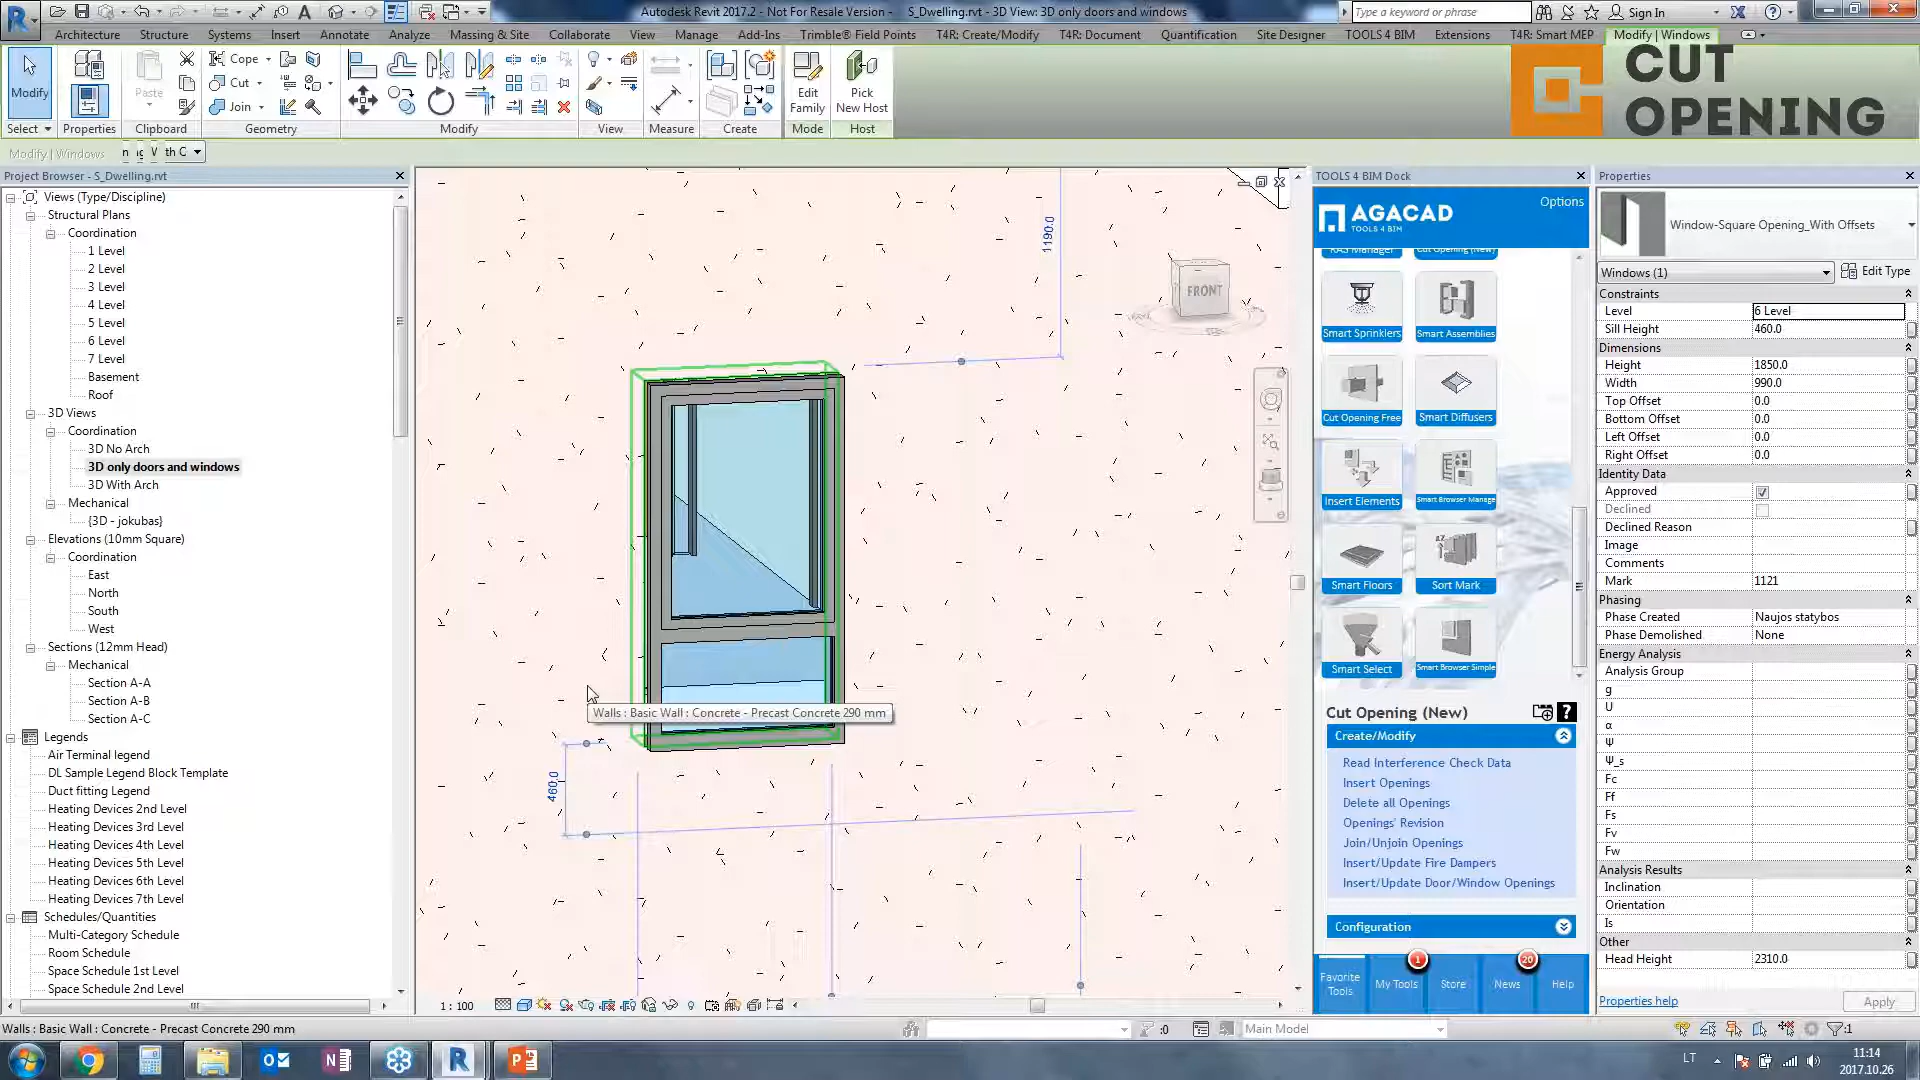 Autodesk Revit 2017.2 - Not For Resale Version - S_Dwelling.rvt - 3D View: 3D only doors and windows
Type a keyword or phrase
Sign In
Architecture Structure Systems Insert Annotate Analyze Massing & Site Collaborate View Manage Add-Ins Trimble® Field Points T4R: Create/Modify T4R: Document Quantification Site Designer TOOLS 4 BIM Extensions T4R: Smart MEP Modify | Windows
CUT
OPENING
Modify
Paste
Cope
Cut
Join
Edit
Family
Pick
New Host
Select Properties Clipboard Geometry Modify View Measure Create Mode Host
Modify | Windows
Project Browser - S_Dwelling.rvt
Views (Type/Discipline)
Structural Plans
Coordination
1 Level
2 Level
3 Level
4 Level
5 Level
6 Level
7 Level
Basement
Roof
3D Views
Coordination
3D No Arch
3D only doors and windows
3D With Arch
Mechanical
{3D - jokubas}
Elevations (10mm Square)
Coordination
East
North
South
West
Sections (12mm Head)
Mechanical
Section A-A
Section A-B
Section A-C
Legends
Air Terminal legend
DL Sample Legend Block Template
Duct fitting Legend
Heating Devices 2nd Level
Heating Devices 3rd Level
Heating Devices 4th Level
Heating Devices 5th Level
Heating Devices 6th Level
Heating Devices 7th Level
Schedules/Quantities
Multi-Category Schedule
Room Schedule
Space Schedule 1st Level
Space Schedule 2nd Level
1190.0
FRONT
Walls : Basic Wall : Concrete - Precast Concrete 290 mm
460.0
1 : 100
TOOLS 4 BIM Dock
AGACAD
TOOLS 4 BIM
Options
Smart Sprinklers
Smart Assemblies
Cut Opening Free
Smart Diffusers
Insert Elements
Smart Browser Manage
Smart Floors
Sort Mark
Smart Select
Smart Browser Simple
Cut Opening (New)
Create/Modify
Read Interference Check Data
Insert Openings
Delete all Openings
Openings' Revision
Join/Unjoin Openings
Insert/Update Fire Dampers
Insert/Update Door/Window Openings
Configuration
Favorite
Tools
My Tools
1
Store
News
20
Help
Properties
Window-Square Opening_With Offsets
Windows (1)
Edit Type
Constraints
Level 6 Level
Sill Height 460.0
Dimensions
Height 1850.0
Width 990.0
Top Offset 0.0
Bottom Offset 0.0
Left Offset 0.0
Right Offset 0.0
Identity Data
Approved
Declined
Declined Reason
Image
Comments
Mark 1121
Phasing
Phase Created Naujos statybos
Phase Demolished None
Energy Analysis
Analysis Group
g
U
α
Ψ
Ψ_s
Fc
Ff
Fs
Fv
Fw
Analysis Results
Inclination
Orientation
Is
Other
Head Height 2310.0
Properties help
Apply
Walls : Basic Wall : Concrete - Precast Concrete 290 mm
:0
Main Model
:1
LT
11:14
2017.10.26